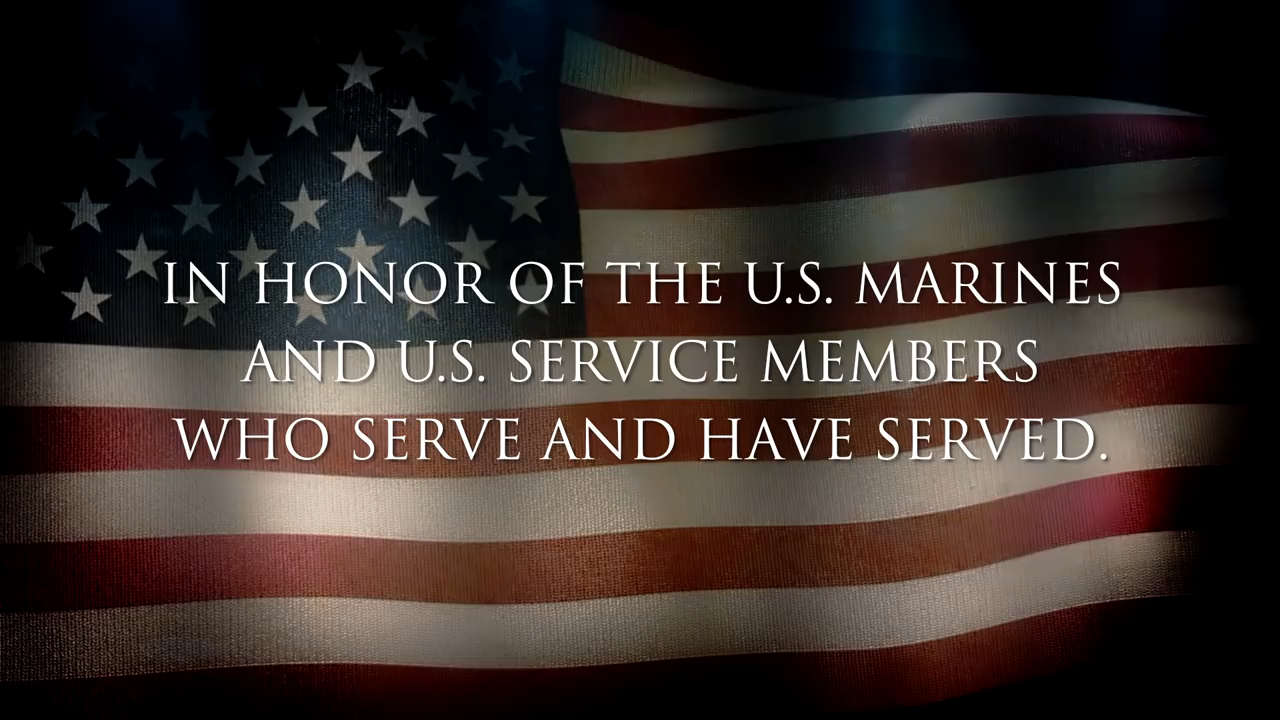 IN HONOR OF THE U.S. MARINES
AND U.S. SERVICE MEMBERS
WHO SERVE AND HAVE SERVED.